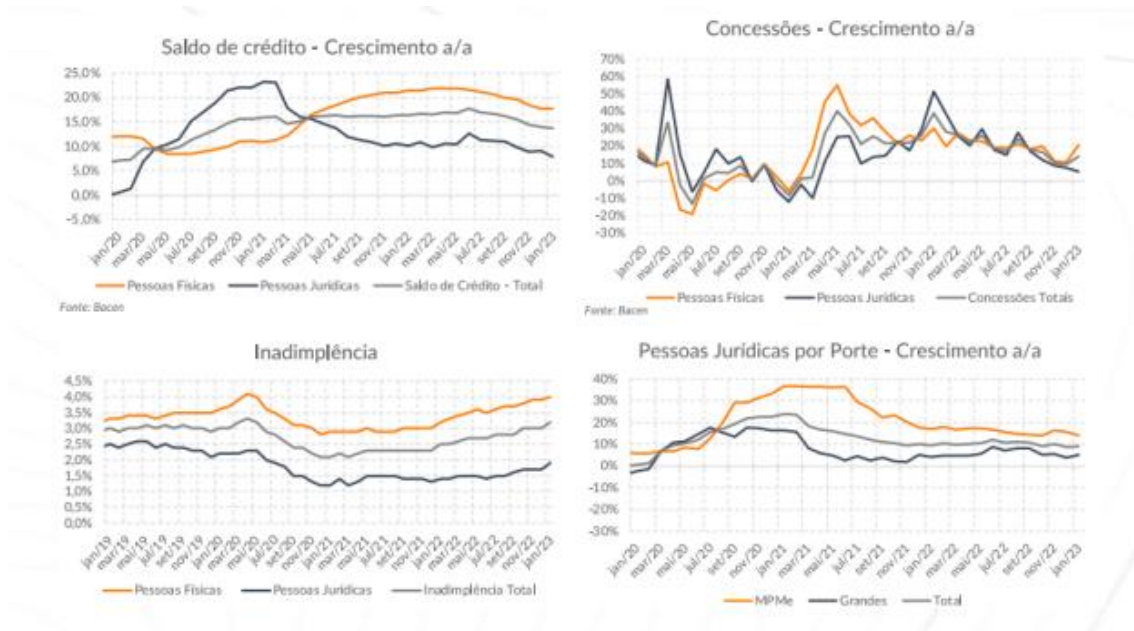 Saldo de crédito - Crescimento a/a
25,0%
20,0%
15,0%
10,0%
5,0%
0,0%
-5,0%
jan/20 mar/20 mai/20 jul/20 set/20 nov/20 jan/21 mar/21 mai/21 jul/21 set/21 nov/21 jan/22 mar/22 mai/22 jul/22 set/22 nov/22 jan/23
Pessoas Físicas Pessoas Jurídicas Saldo de Crédito - Total
Fonte: Bacen
Concessões - Crescimento a/a
70%
60%
50%
40%
30%
20%
10%
0%
-10%
-20%
-30%
jan/20 mar/20 mai/20 jul/20 set/20 nov/20 jan/21 mar/21 mai/21 jul/21 set/21 nov/21 jan/22 mar/22 mai/22 jul/22 set/22 nov/22 jan/23
Pessoas Físicas Pessoas Jurídicas Concessões Totais
Fonte: Bacen
Inadimplência
4,5%
4,0%
3,5%
3,0%
2,5%
2,0%
1,5%
1,0%
0,5%
0,0%
jan/19 mar/19 mai/19 jul/19 set/19 nov/19 jan/20 mar/20 mai/20 jul/20 set/20 nov/20 jan/21 mar/21 mai/21 jul/21 set/21 nov/21 jan/22 mar/22 mai/22 jul/22 set/22 nov/22 jan/23
Pessoas Físicas Pessoas Jurídicas Inadimplência Total
Pessoas Jurídicas por Porte - Crescimento a/a
40%
30%
20%
10%
0%
-10%
-20%
-30%
jan/20 mar/20 mai/20 jul/20 set/20 nov/20 jan/21 mar/21 mai/21 jul/21 set/21 nov/21 jan/22 mar/22 mai/22 jul/22 set/22 nov/22 jan/23
MPMe Grandes Total